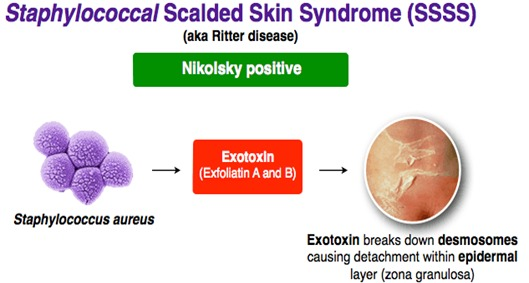 Staphylococcal Scalded Skin Syndrome (SSSS)
(aka Ritter disease)
Nikolsky positive
Exotoxin
(Exfoliatin A and B)
Staphylococcus aureus
Exotoxin breaks down desmosomes
causing detachment within epidermal
layer (zona granulosa)